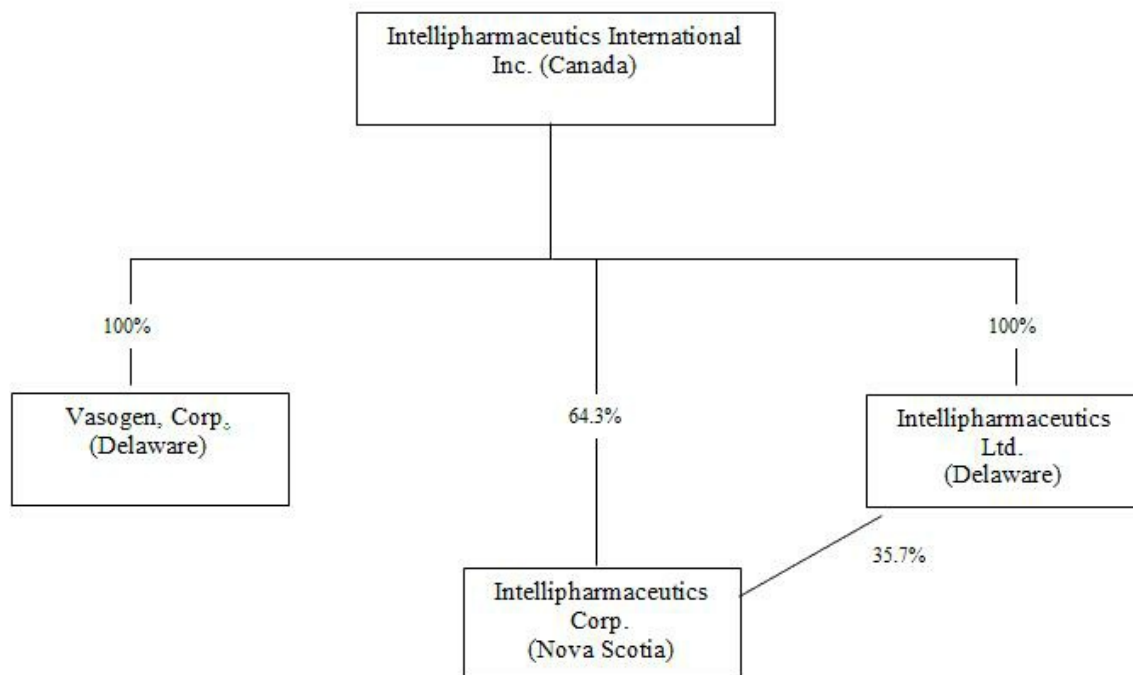 Intellipharmaceutics International
Inc. (Canada)
100%
100%
64.3%
Vasogen, Corp.
(Delaware)
Intellipharmaceutics
Ltd.
(Delaware)
35.7%
Intellipharmaceutics
Corp.
(Nova Scotia)